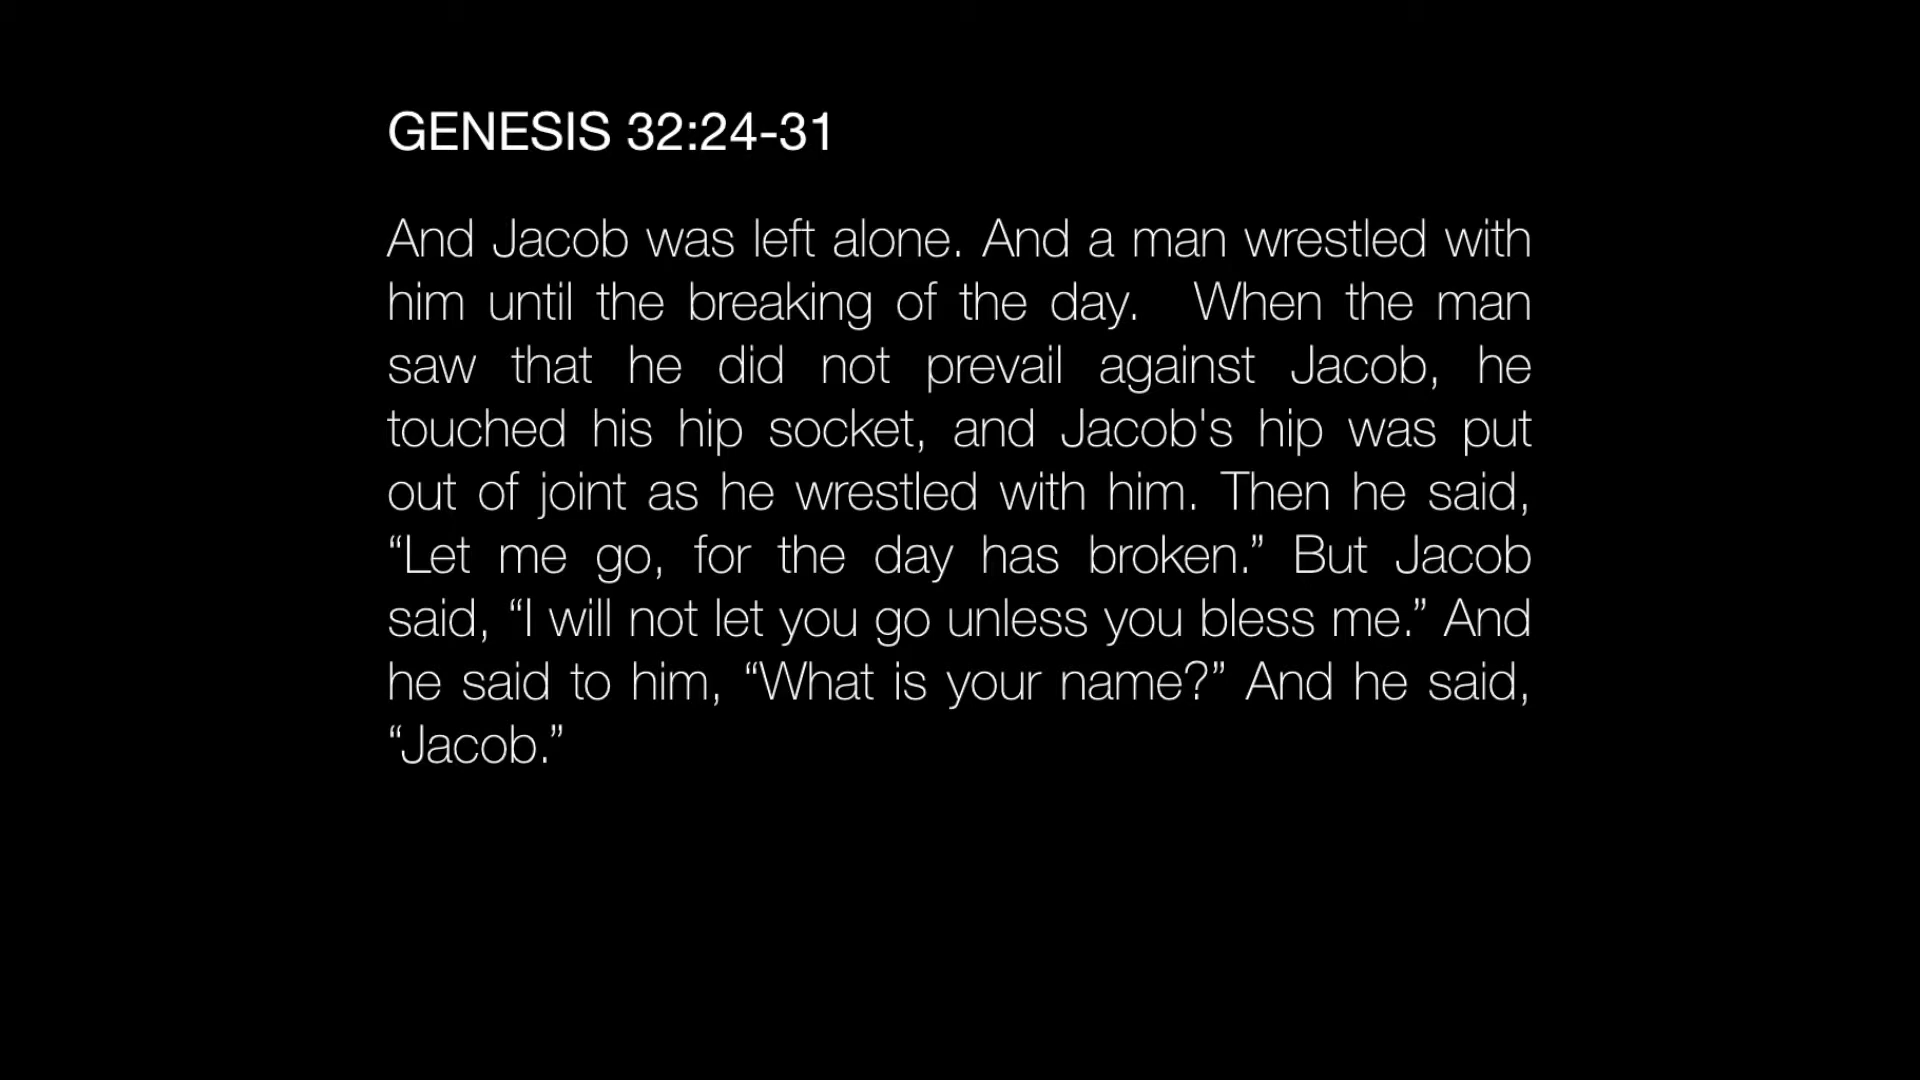 GENESIS 32:24-31
And Jacob was left alone. And a man wrestled with
him until the breaking of the day.  When the man
saw that he did not prevail against Jacob, he
touched his hip socket, and Jacob's hip was put
out of joint as he wrestled with him. Then he said,
“Let me go, for the day has broken.” But Jacob
said, “I will not let you go unless you bless me.” And
he said to him, “What is your name?” And he said,
“Jacob.”